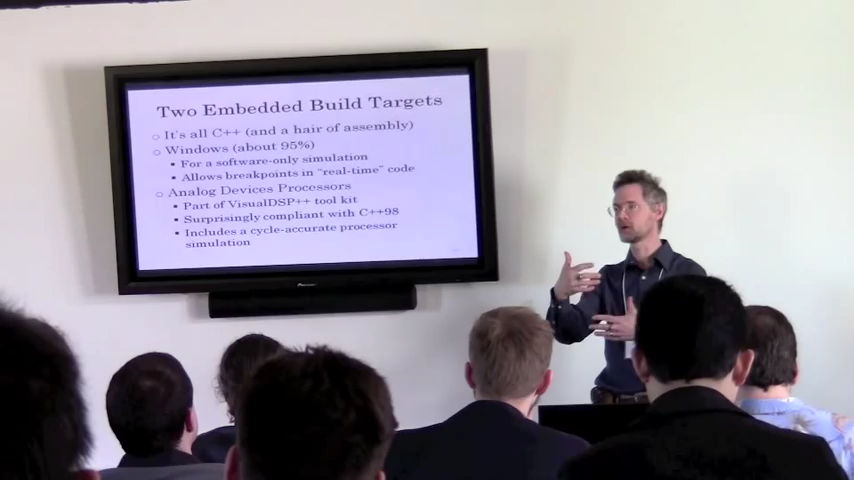 Two Embedded Build Targets
○ It's all C++ (and a hair of assembly)
○ Windows (about 95%)
▪ For a software-only simulation
▪ Allows breakpoints in "real-time" code
○ Analog Devices Processors
▪ Part of VisualDSP++ tool kit
▪ Surprisingly compliant with C++98
▪ Includes a cycle-accurate processor
simulation
Pioneer